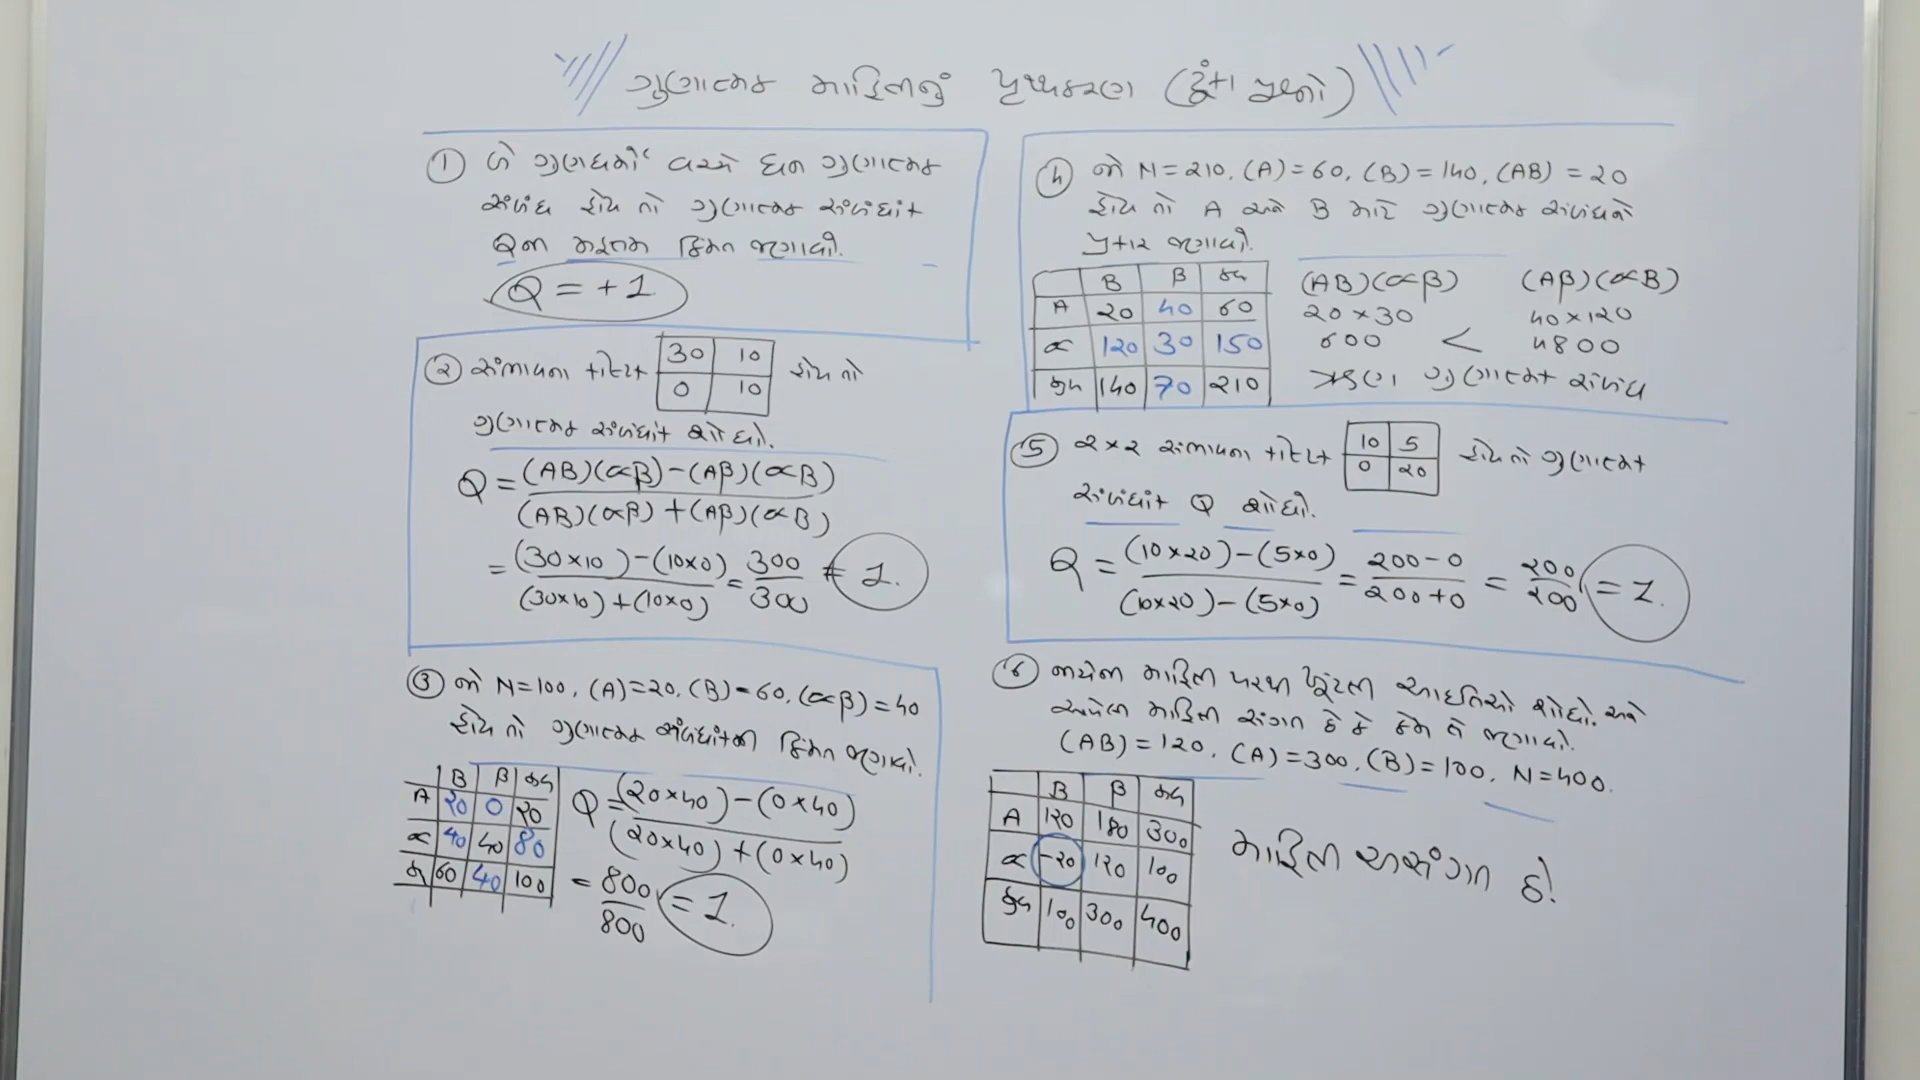 ગુણાત્મક માહિતીનું પૃથ્થકરણ (ટૂંકા પ્રશ્નો)
① બે ગુણધર્મો વચ્ચે ધન ગુણાત્મક
સંબંધ હોય તો ગુણાત્મક સંબંધાંક
Qની મહત્તમ કિંમત જણાવો.
Q = +1
② સંભાવના કોષ્ટક
30 10
0 10
હોય તો
ગુણાત્મક સંબંધાંક શોધો.
Q = (AB)(αβ) - (Aβ)(αB)
(AB)(αβ) + (Aβ)(αB)
= (30×10) - (10×0) = 300 = 1.
(30×10) + (10×0) 300
③ જો N=100, (A)=20, (B)=60, (αβ)=40
હોય તો ગુણાત્મક સંબંધાંકની કિંમત જણાવો.
B β કુલ
A 20 0 20
α 40 40 80
કુ 60 40 100
Q = (20×40) - (0×40)
(20×40) + (0×40)
= 800 = 1.
800
૪ જો N=210, (A)=60, (B)=140, (AB)=20
હોય તો A અને B માટે ગુણાત્મક સંબંધનો
પ્રકાર જણાવો.
B β કુલ
A 20 40 60
α 120 30 150
કુલ 140 70 210
(AB)(αβ) (Aβ)(αB)
20×30 40×120
600 < 4800
ઋણ ગુણાત્મક સંબંધ
⑤ 2×2 સંભાવના કોષ્ટક
10 5
0 20
હોય તો ગુણાત્મક
સંબંધાંક Q શોધો.
Q = (10×20) - (5×0) = 200-0 = 200 = 1.
(10×20) - (5×0) 200+0 200
૬ નીચેની માહિતી પરથી ખૂટતી આવૃત્તિઓ શોધો. અને
આપેલ માહિતી સંગત છે કે કેમ તે જણાવો.
(AB)=120, (A)=300, (B)=100, N=400.
B β કુલ
A 120 180 300
α -20 120 100
કુલ 100 300 400
માહિતી અસંગત છે.